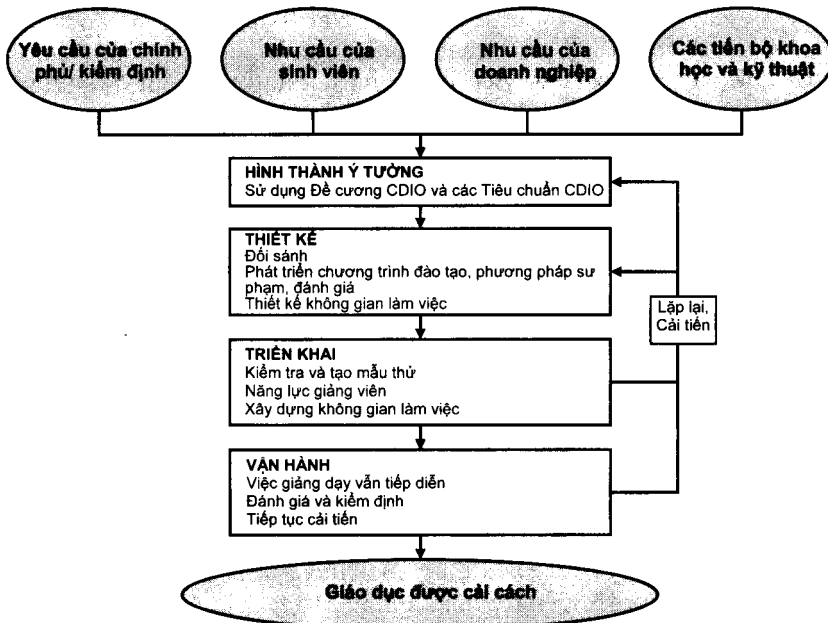 Yêu cầu của chính
phủ/ kiểm định
Nhu cầu của
sinh viên
Nhu cầu của
doanh nghiệp
Các tiến bộ khoa
học và kỹ thuật
HÌNH THÀNH Ý TƯỞNG
Sử dụng Đề cương CDIO và các Tiêu chuẩn CDIO
THIẾT KẾ
Đối sánh
Phát triển chương trình đào tạo, phương pháp sư
phạm, đánh giá
Thiết kế không gian làm việc
Lặp lại,
Cải tiến
TRIỂN KHAI
Kiểm tra và tạo mẫu thử
Năng lực giảng viên
Xây dựng không gian làm việc
VẬN HÀNH
Việc giảng dạy vẫn tiếp diễn
Đánh giá và kiểm định
Tiếp tục cải tiến
Giáo dục được cải cách